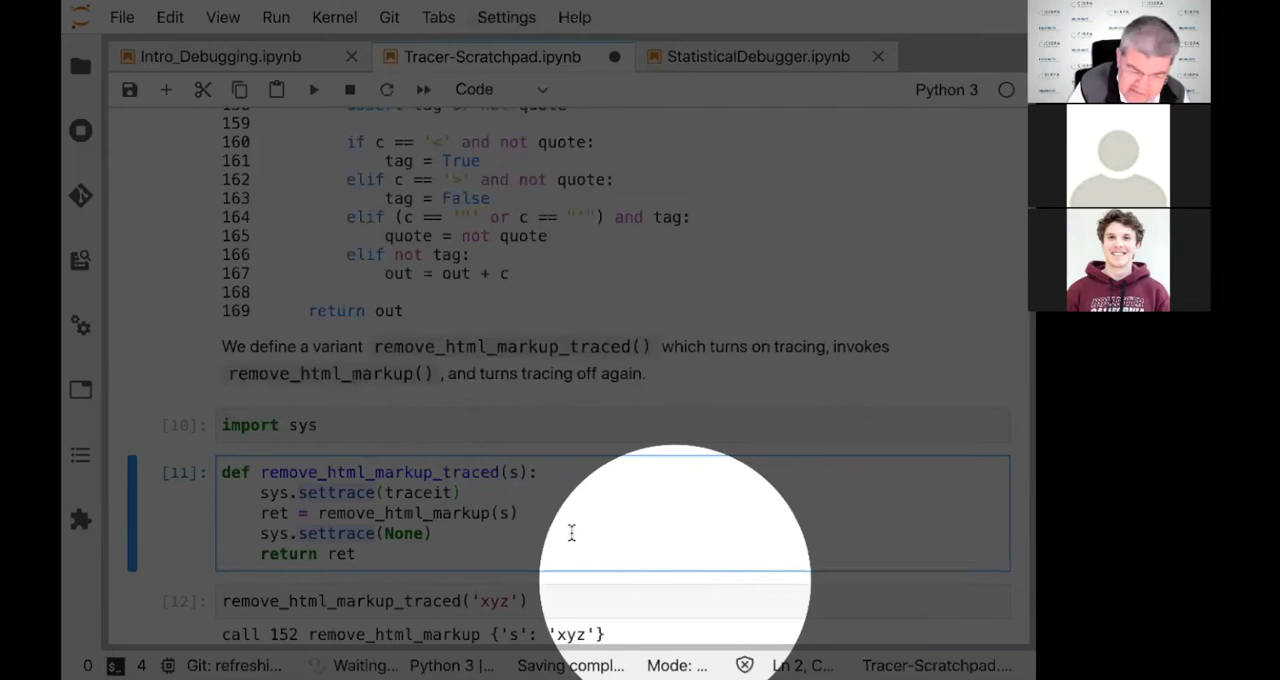 File Edit View Run Kernel Git Tabs Settings Help
Intro_Debugging.ipynb Tracer-Scratchpad.ipynb StatisticalDebugger.ipynb
Code Python 3
159
160 if c == '<' and not quote:
161 tag = True
162 elif c == '>' and not quote:
163 tag = False
164 elif (c == '"' or c == "'") and tag:
165 quote = not quote
166 elif not tag:
167 out = out + c
168
169 return out
We define a variant remove_html_markup_traced() which turns on tracing, invokes
remove_html_markup(), and turns tracing off again.
[10]: import sys
[11]: def remove_html_markup_traced(s):
sys.settrace(traceit)
ret = remove_html_markup(s)
sys.settrace(None)
return ret
[12]: remove_html_markup_traced('xyz')
call 152 remove_html_markup {'s': 'xyz'}
0 4 Git: refreshi... Waiting... Python 3 |... Saving compl... Mode: ... Ln 2, C... Tracer-Scratchpad....